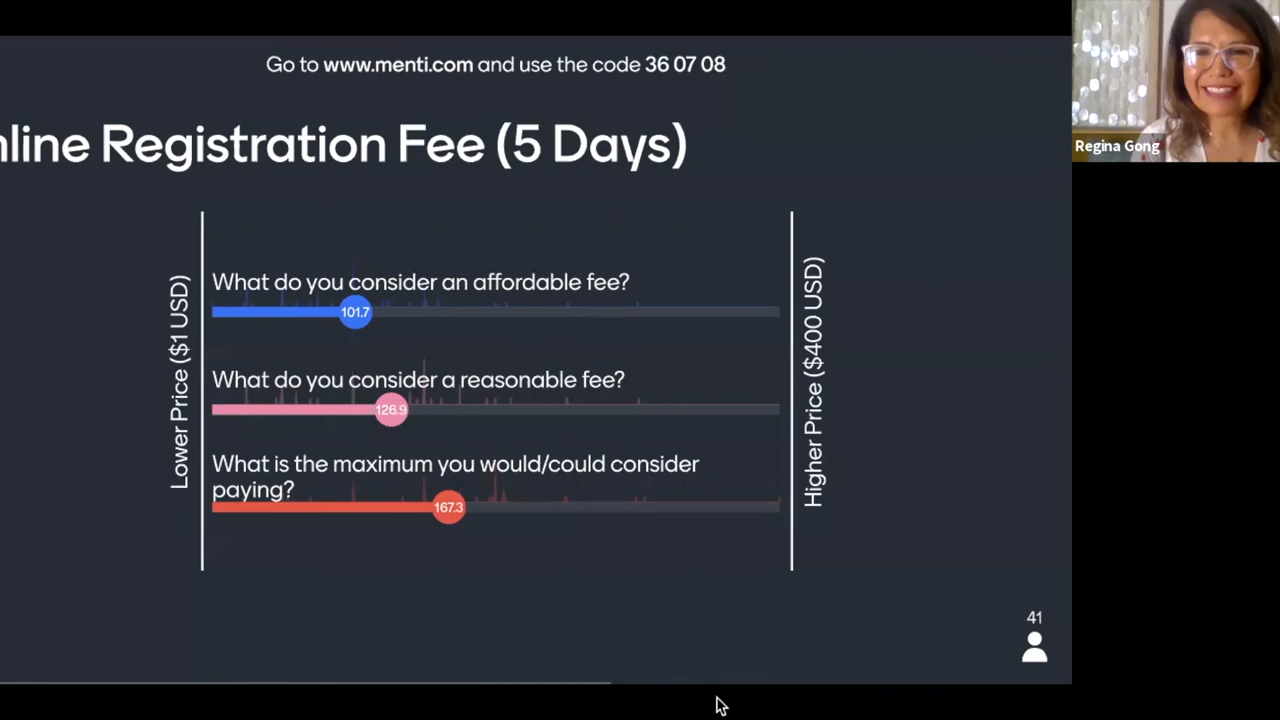 Go to www.menti.com and use the code 36 07 08
nline Registration Fee (5 Days)
Lower Price ($1 USD)
What do you consider an affordable fee?
101.7
What do you consider a reasonable fee?
126.9
What is the maximum you would/could consider
paying?
167.3
Higher Price ($400 USD)
41
Regina Gong